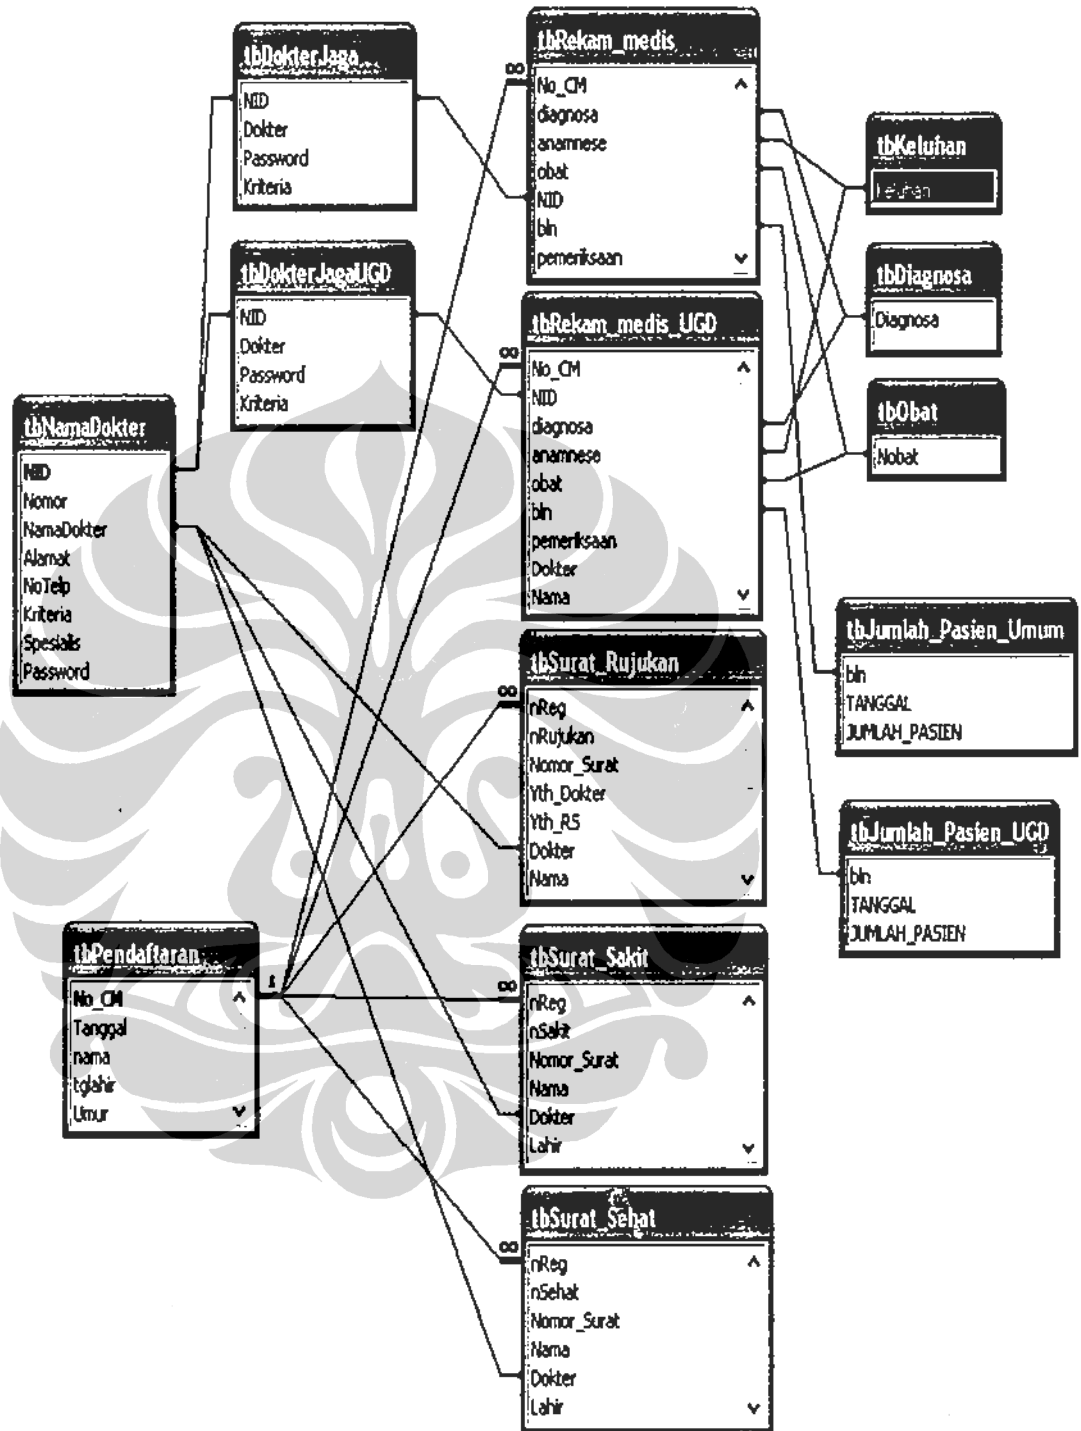 tbDokterJaga
NID
Dokter
Password
Kriteria
tbDokterJagaUGD
NID
Dokter
Password
Kriteria
tbNamaDokter
NID
Nomor
NamaDokter
Alamat
NoTelp
Kriteria
Spesialis
Password
tbPendaftaran
1
No_CM
Tanggal
nama
tglahir
Umur
tbRekam_medis
∞
No_CM
diagnosa
anamnese
obat
NID
bln
pemeriksaan
tbRekam_medis_UGD
∞
No_CM
NID
diagnosa
anamnese
obat
bln
pemeriksaan
Dokter
Nama
tbSurat_Rujukan
∞
nReg
nRujukan
Nomor_Surat
Yth_Dokter
Yth_RS
Dokter
Nama
tbSurat_Sakit
∞
nReg
nSakit
Nomor_Surat
Nama
Dokter
Lahir
tbSurat_Sehat
∞
nReg
nSehat
Nomor_Surat
Nama
Dokter
Lahir
tbKeluhan
keluhan
tbDiagnosa
Diagnosa
tbObat
Nobat
tbJumlah_Pasien_Umum
bln
TANGGAL
JUMLAH_PASIEN
tbJumlah_Pasien_UGD
bln
TANGGAL
JUMLAH_PASIEN